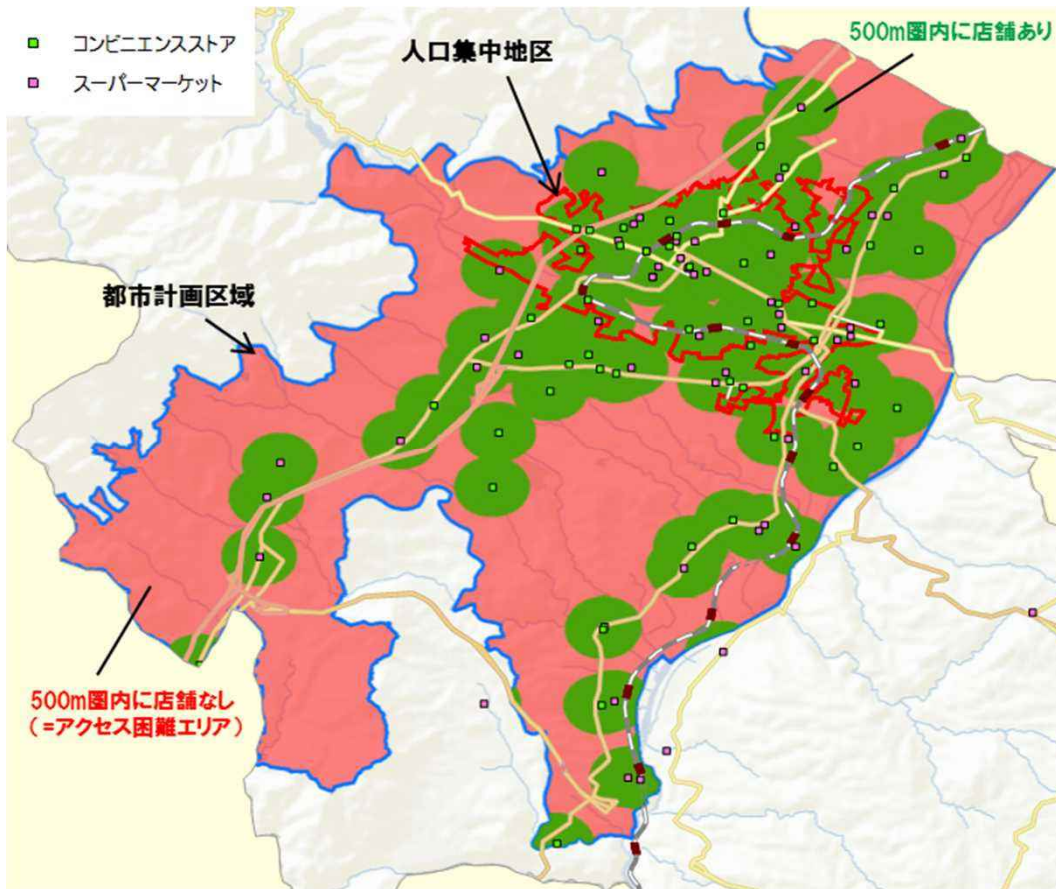 コンビニエンスストア
スーパーマーケット
人口集中地区
500m圏内に店舗あり
都市計画区域
500m圏内に店舗なし
(=アクセス困難エリア)